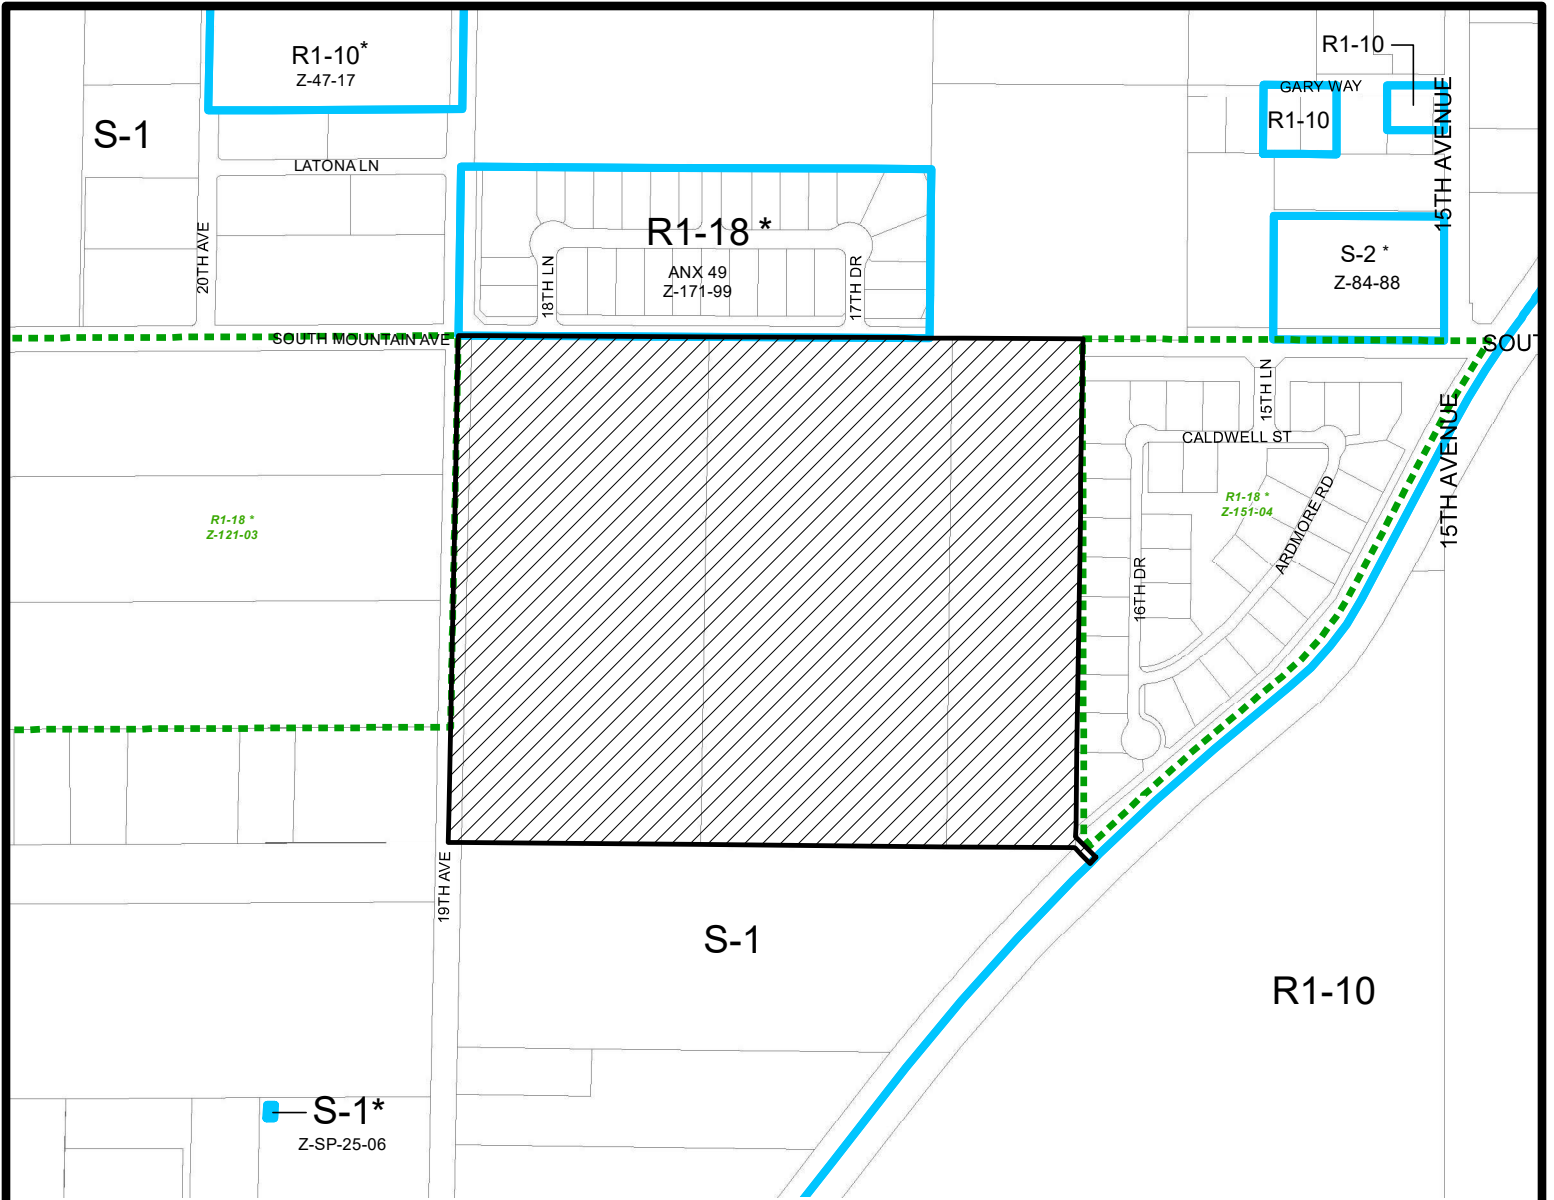 R1-10*
Z-47-17
R1-10
GARY WAY
R1-10
S-1
15TH AVENUE
LATONA LN
R1-18 *
ANX 49
Z-171-99
20TH AVE
18TH LN
17TH DR
S-2 *
Z-84-88
SOUTH MOUNTAIN AVE
SOUT
15TH LN
15TH AVENUE
CALDWELL ST
R1-18 *
Z-121-03
R1-18 *
Z-151-04
ARDMORE RD
16TH DR
19TH AVE
S-1
R1-10
S-1*
Z-SP-25-06